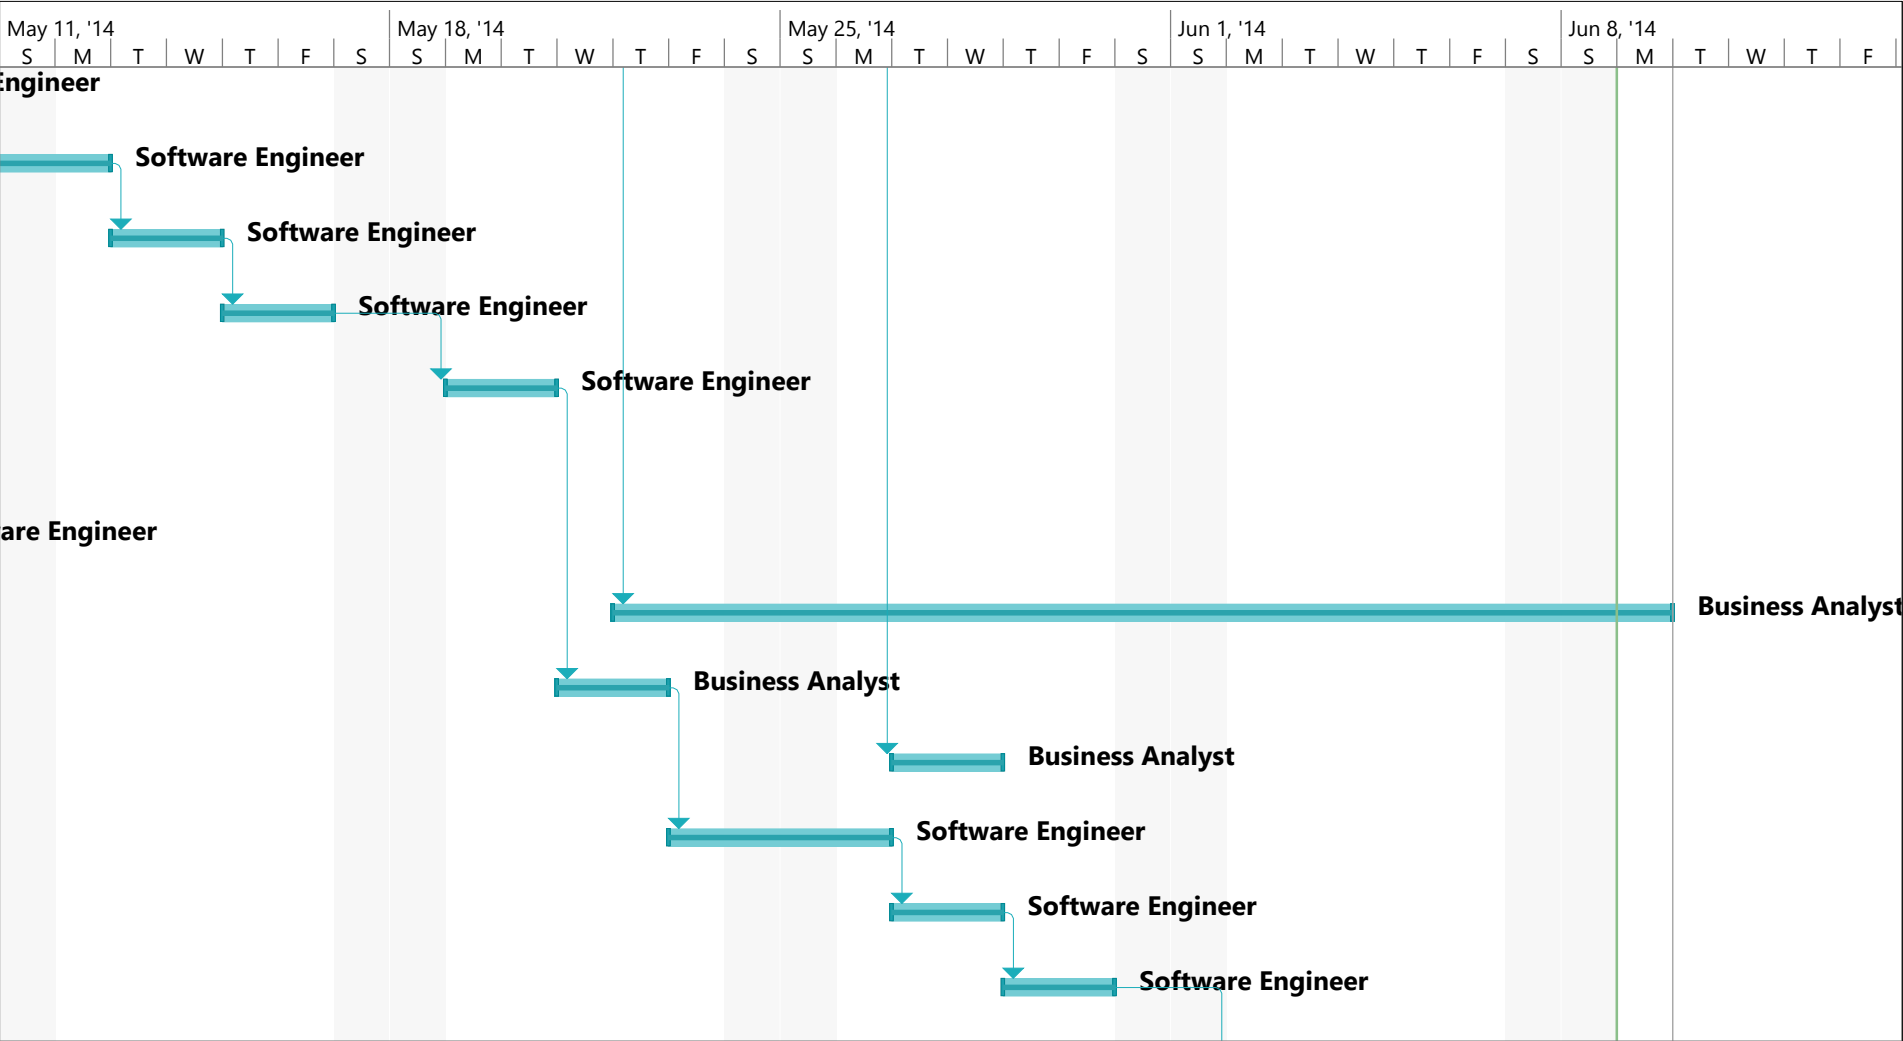 May 11, '14 May 18, '14 May 25, '14 Jun 1, '14 Jun 8, '14
S M T W T F S S M T W T F S S M T W T F S S M T W T F S S M T W T F
Engineer
Software Engineer
Software Engineer
Software Engineer
Software Engineer
are Engineer
Business Analyst
Business Analyst
Business Analyst
Software Engineer
Software Engineer
Software Engineer